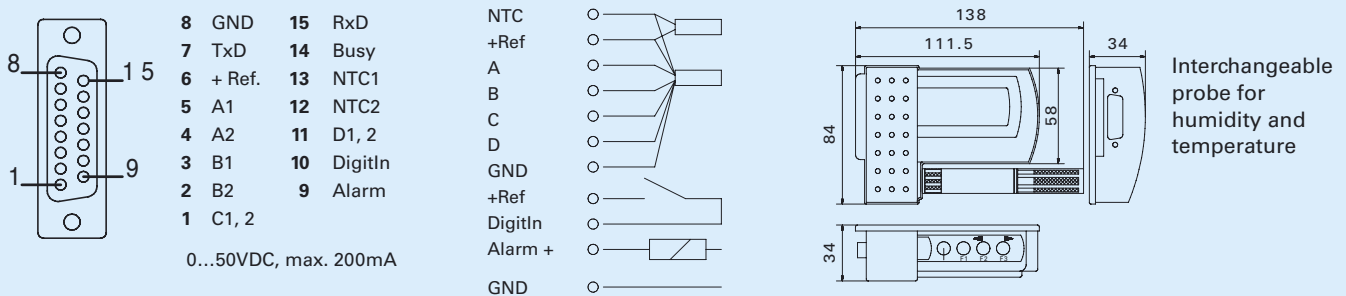 8
15
1
9
8 GND 15 RxD
7 TxD 14 Busy
6 + Ref. 13 NTC1
5 A1 12 NTC2
4 A2 11 D1, 2
3 B1 10 DigitIn
2 B2 9 Alarm
1 C1, 2
0...50VDC, max. 200mA
NTC
+Ref
A
B
C
D
GND
+Ref
DigitIn
Alarm +
GND
138
111.5
34
84
58
34
I F1 F2 F3
Interchangeable
probe for
humidity and
temperature